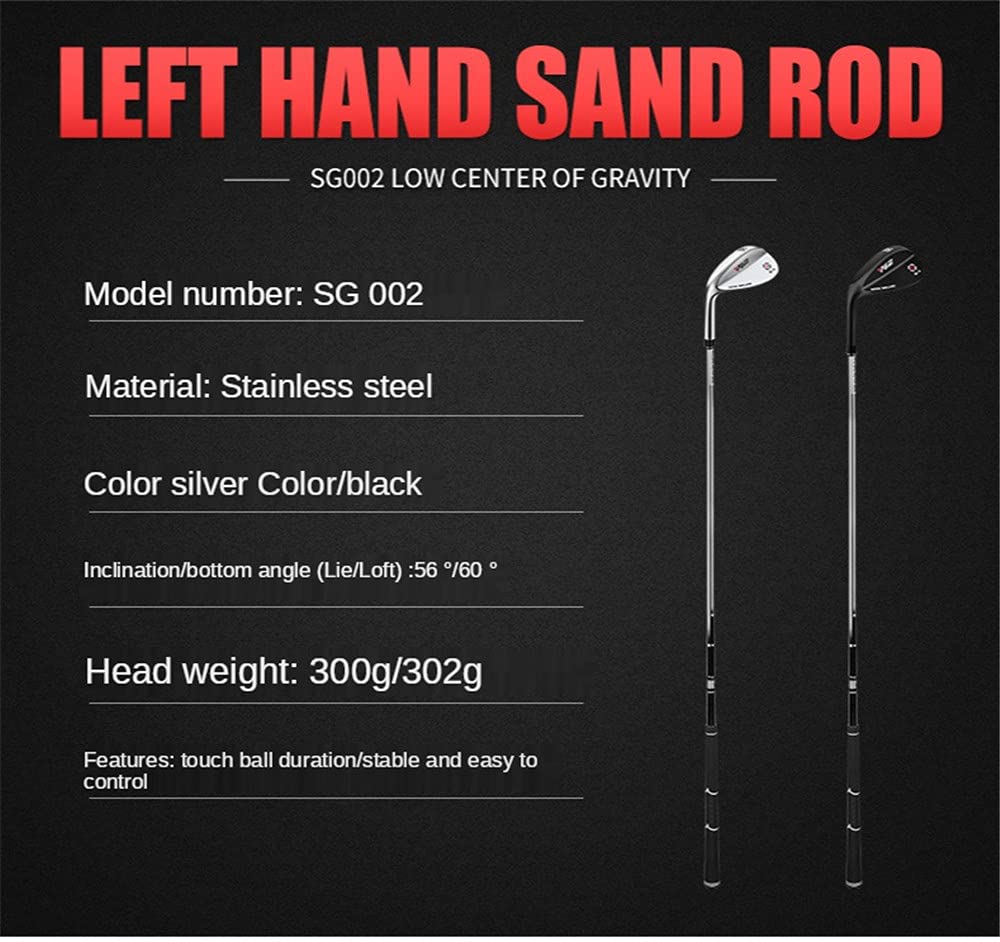 LEFT HAND SAND ROD
SG002 LOW CENTER OF GRAVITY
Model number: SG 002
Material: Stainless steel
Color silver Color/black
Inclination/bottom angle (Lie/Loft) :56 °/60 °
Head weight: 300g/302g
Features: touch ball duration/stable and easy to
control